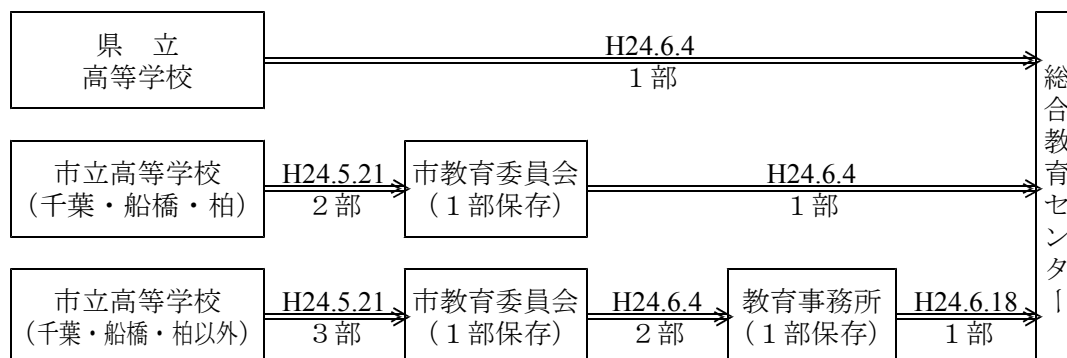 県　立
高等学校
H24.6.4
１部
市立高等学校
（千葉・船橋・柏）
H24.5.21
２部
市教育委員会
（１部保存）
H24.6.4
１部
市立高等学校
（千葉・船橋・柏以外）
H24.5.21
３部
市教育委員会
（１部保存）
H24.6.4
２部
教育事務所
（１部保存）
H24.6.18
１部
総合教育センター